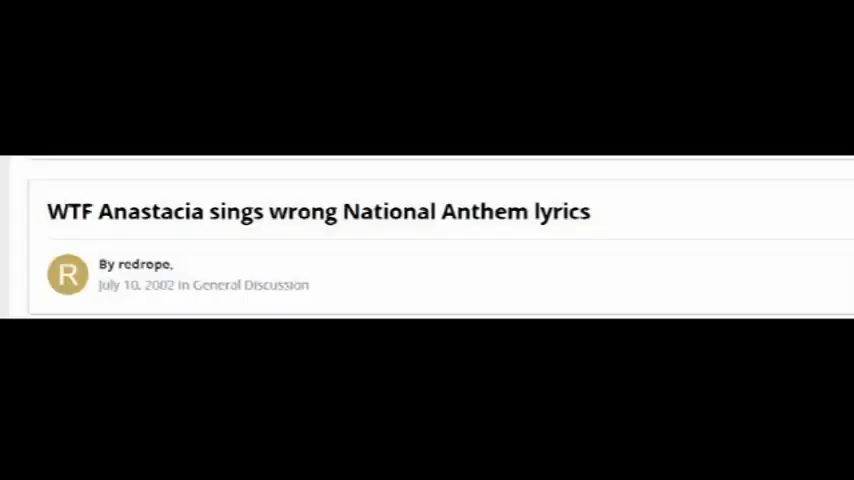 WTF Anastacia sings wrong National Anthem lyrics
R
By redrope,
July 10, 2002 in General Discussion